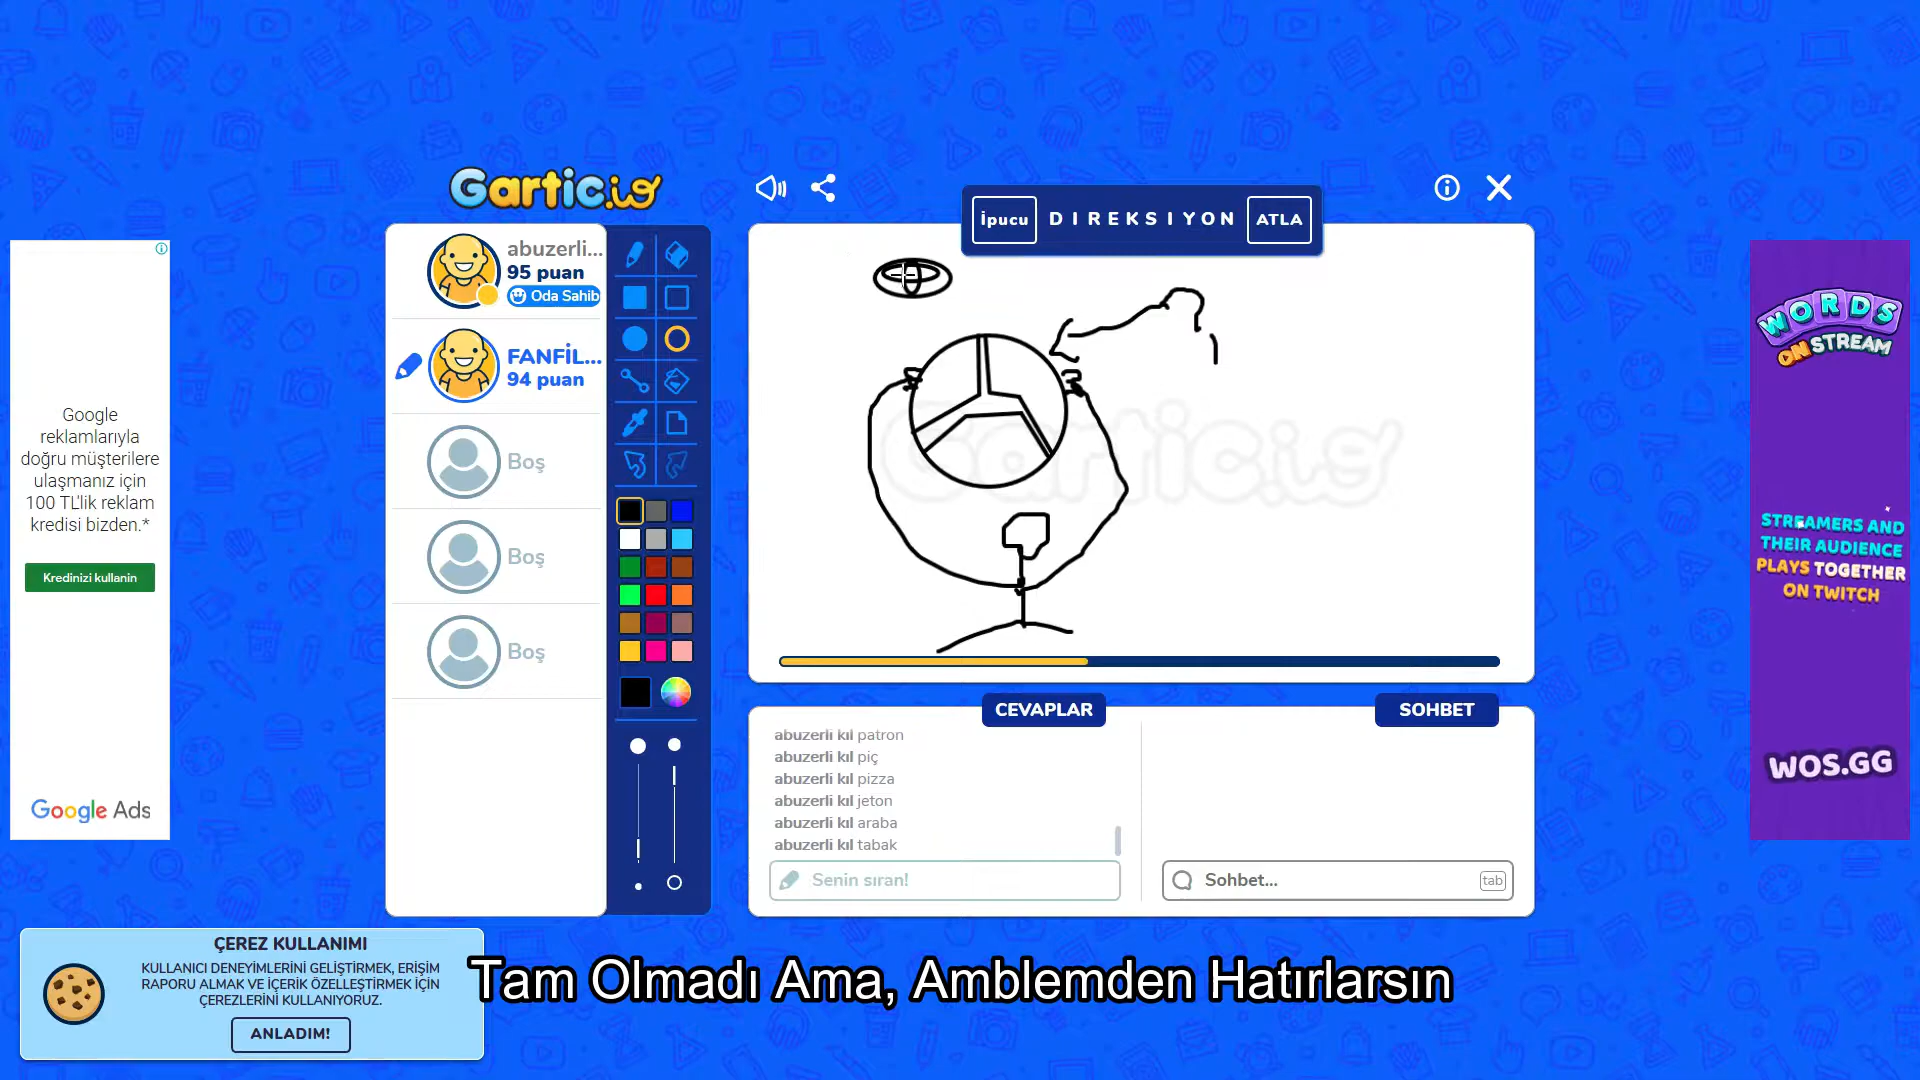 Gartic.io
İpucu
DIREKSIYON
ATLA
abuzerli...
95 puan
Oda Sahib
FANFİL...
94 puan
Boş
Boş
Boş
Gartic.io
Google
reklamlarıyla
doğru müşterilere
ulaşmanız için
100 TL'lik reklam
kredisi bizden.*
Kredinizi kullanin
Google Ads
WORDS
ON STREAM
STREAMERS AND
THEIR AUDIENCE
PLAYS TOGETHER
ON TWITCH
WOS.GG
CEVAPLAR
SOHBET
abuzerli kıl patron
abuzerli kıl piç
abuzerli kıl pizza
abuzerli kıl jeton
abuzerli kıl araba
abuzerli kıl tabak
Senin sıran!
Sohbet...
tab
ÇEREZ KULLANIMI
KULLANICI DENEYİMLERİNİ GELİŞTİRMEK, ERİŞİM
RAPORU ALMAK VE İÇERİK ÖZELLEŞTİRMEK İÇİN
ÇEREZLERİNİ KULLANIYORUZ.
ANLADIM!
Tam Olmadı Ama, Amblemden Hatırlarsın